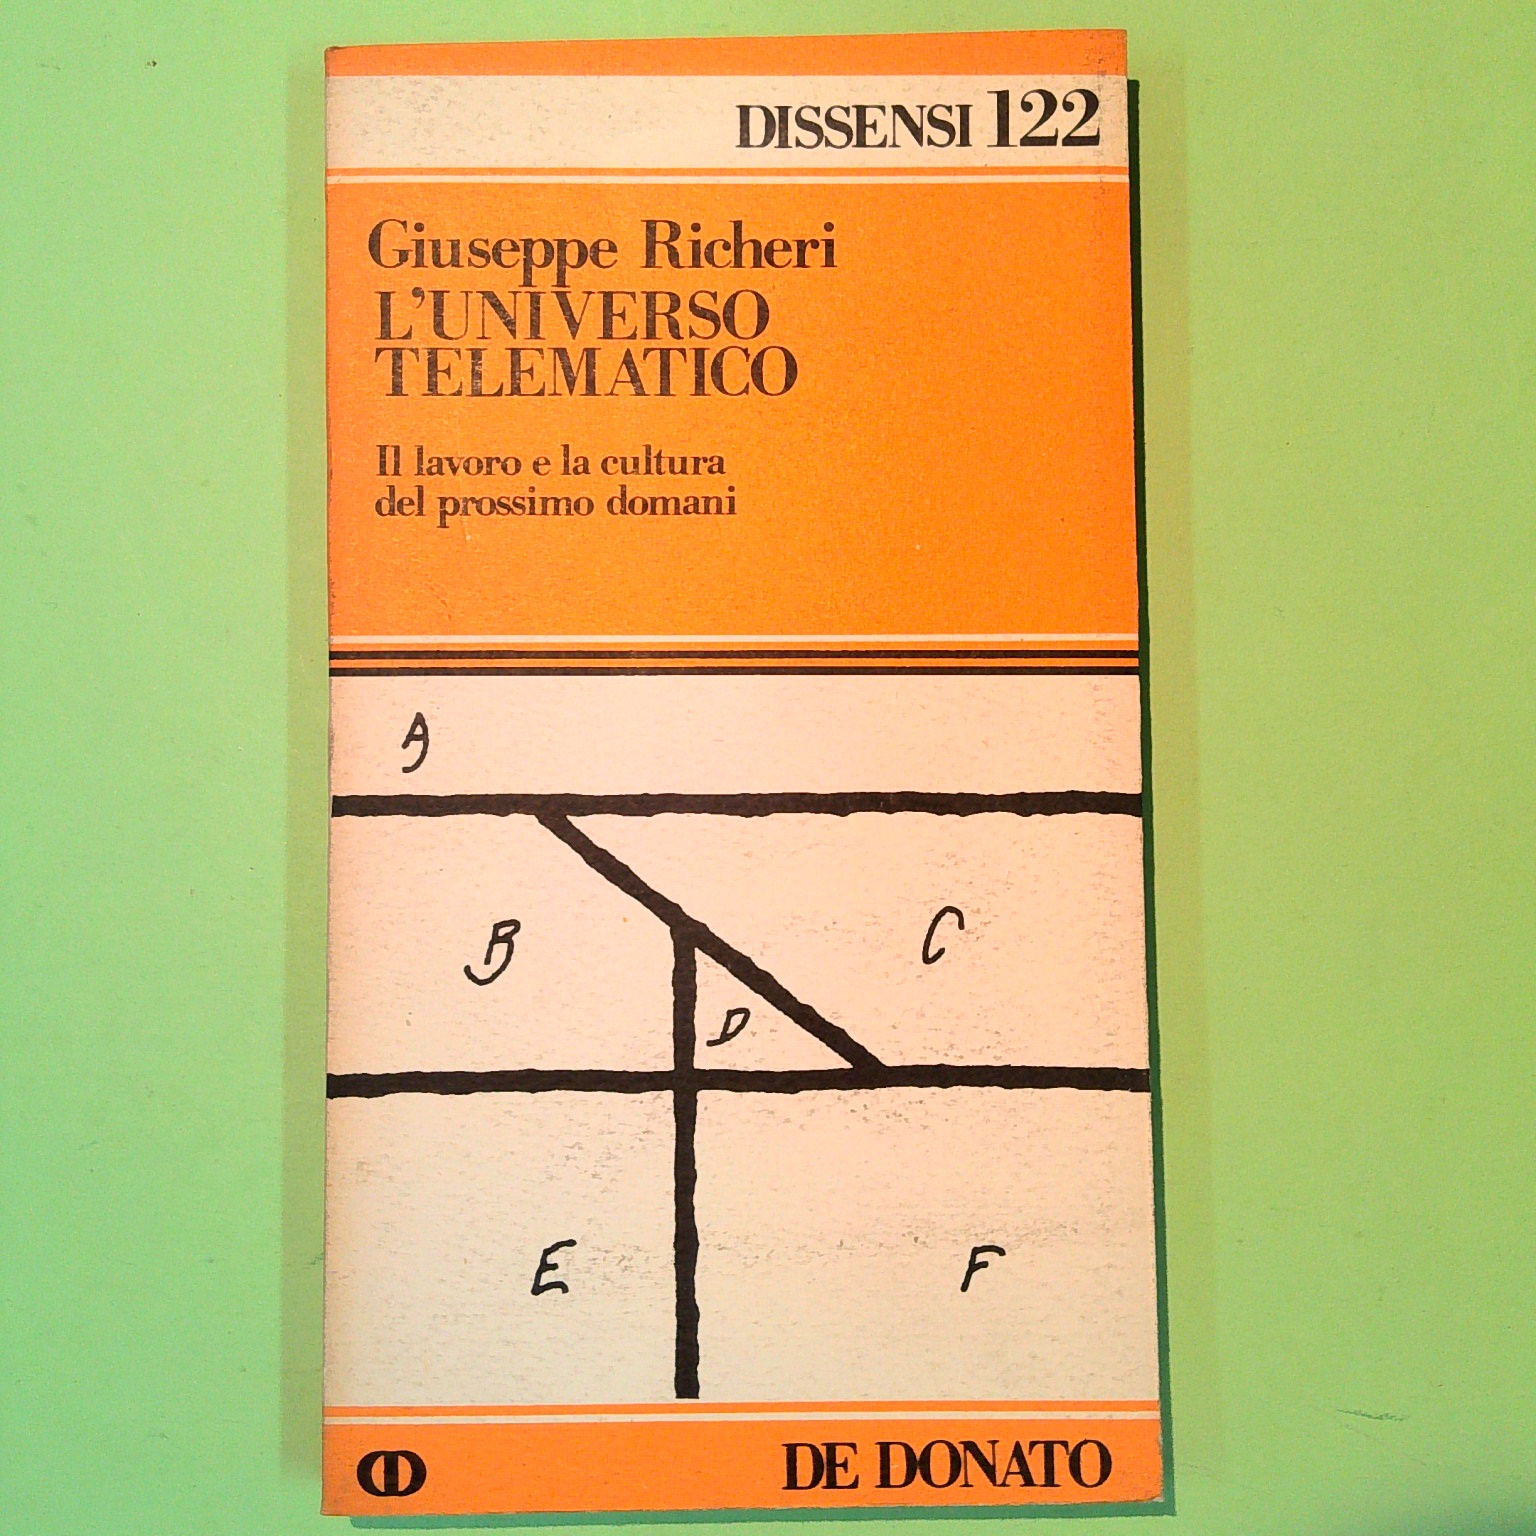 DISSENSI 122
Giuseppe Richeri
L'UNIVERSO
TELEMATICO
Il lavoro e la cultura
del prossimo domani
A
B
C
D
E
F
DE DONATO